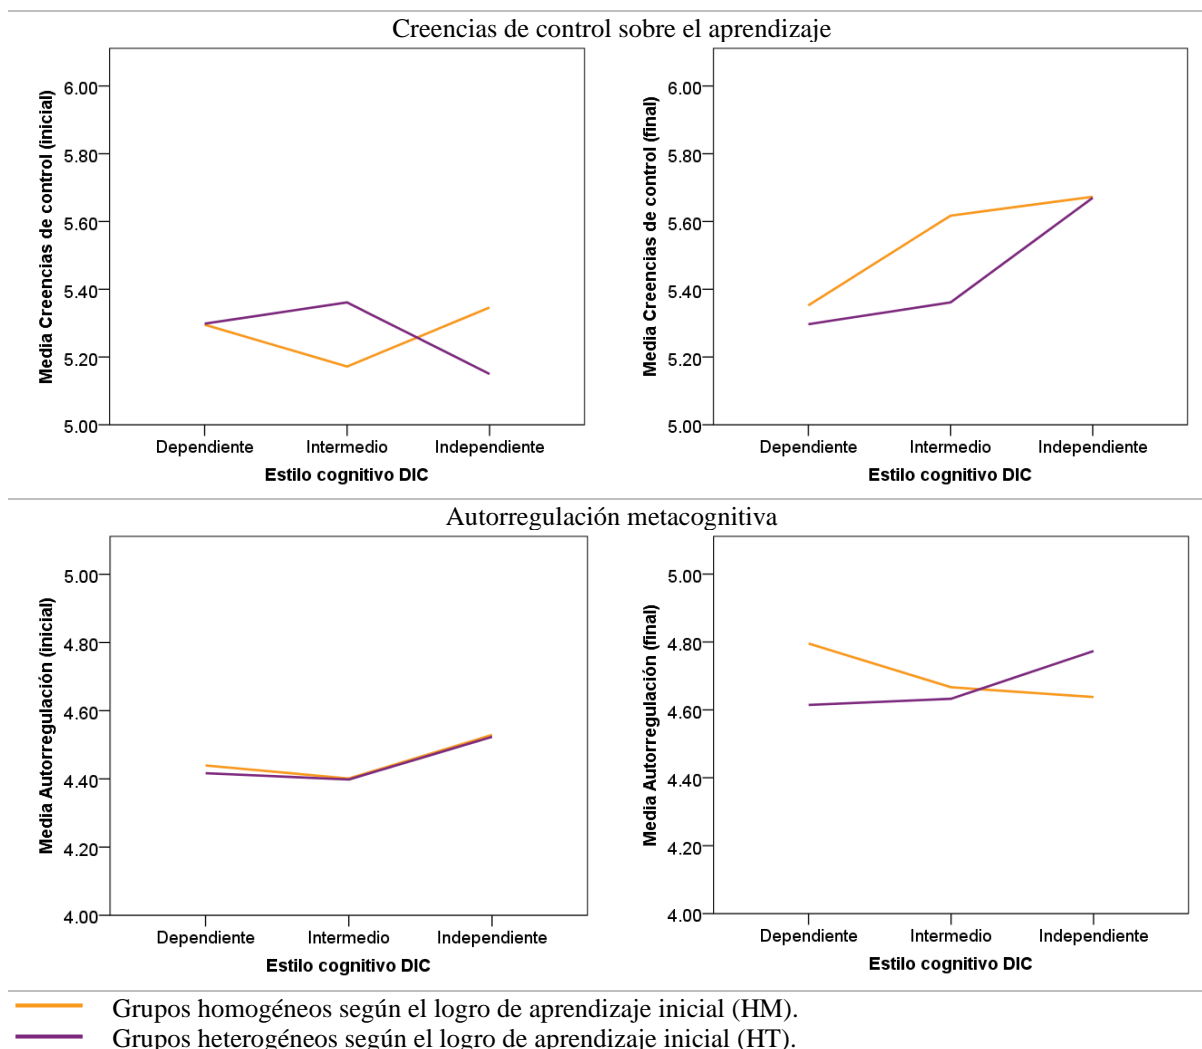 Creencias de control sobre el aprendizaje
Media Creencias de control (inicial)
6.00
5.80
5.60
5.40
5.20
5.00
Dependiente Intermedio Independiente
Estilo cognitivo DIC
Media Creencias de control (final)
6.00
5.80
5.60
5.40
5.20
5.00
Dependiente Intermedio Independiente
Estilo cognitivo DIC
Autorregulación metacognitiva
Media Autorregulación (inicial)
5.00
4.80
4.60
4.40
4.20
4.00
Dependiente Intermedio Independiente
Estilo cognitivo DIC
Media Autorregulación (final)
5.00
4.80
4.60
4.40
4.20
4.00
Dependiente Intermedio Independiente
Estilo cognitivo DIC
Grupos homogéneos según el logro de aprendizaje inicial (HM).
Grupos heterogéneos según el logro de aprendizaje inicial (HT).